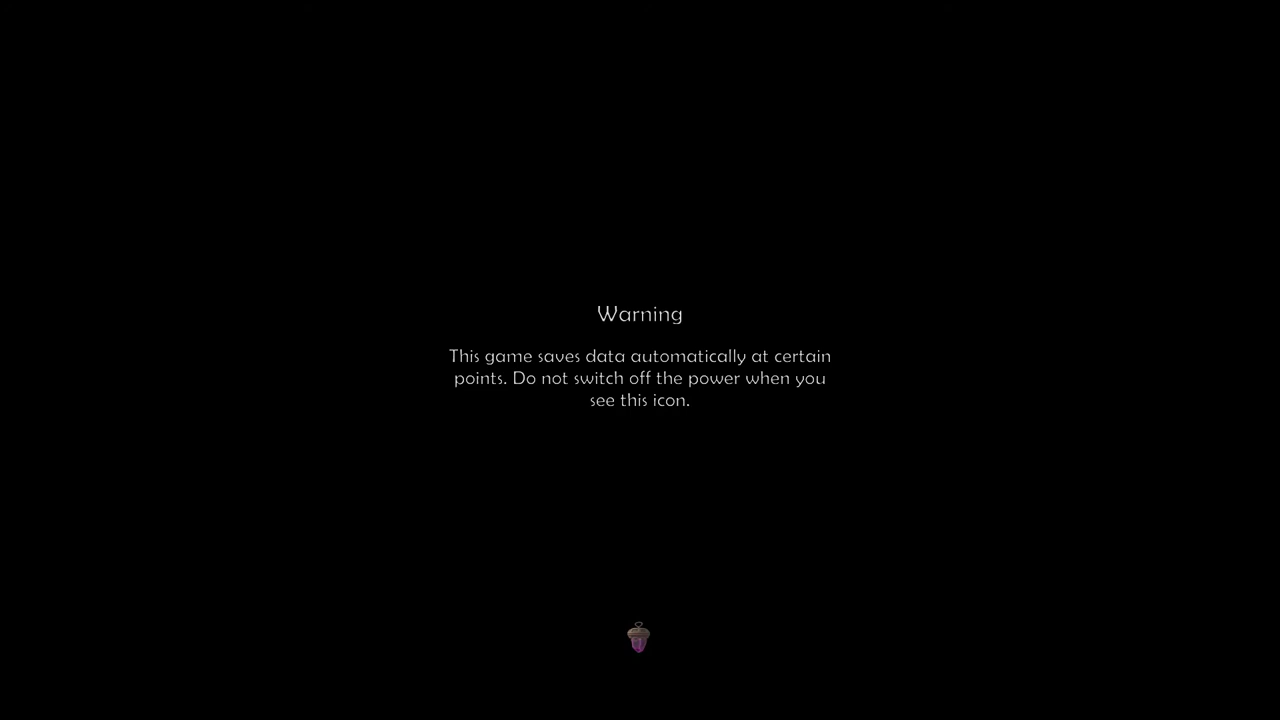 Warning
This game saves data automatically at certain
points. Do not switch off the power when you
see this icon.